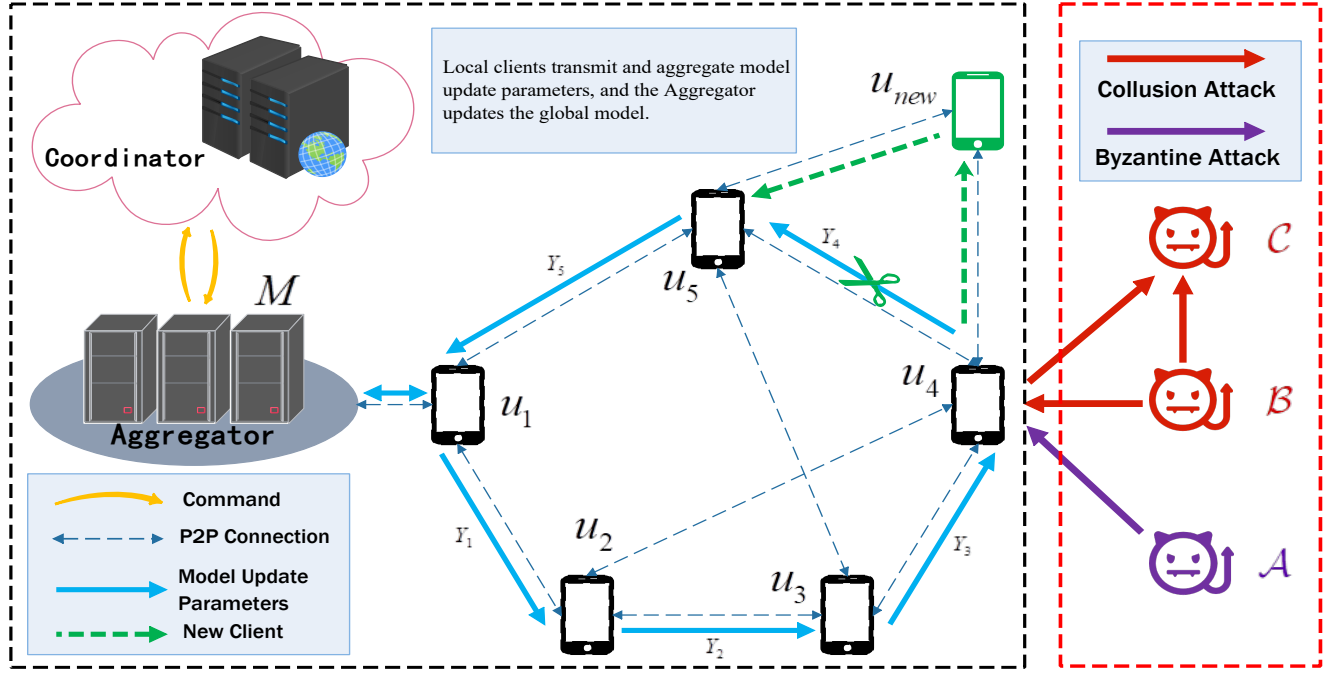 Coordinator
Local clients transmit and aggregate model
update parameters, and the Aggregator
updates the global model.
u_new
Collusion Attack
Byzantine Attack
M
Aggregator
u_1
u_2
u_3
u_4
u_5
Y_1
Y_2
Y_3
Y_4
Y_5
C
B
A
Command
P2P Connection
Model Update
Parameters
New Client